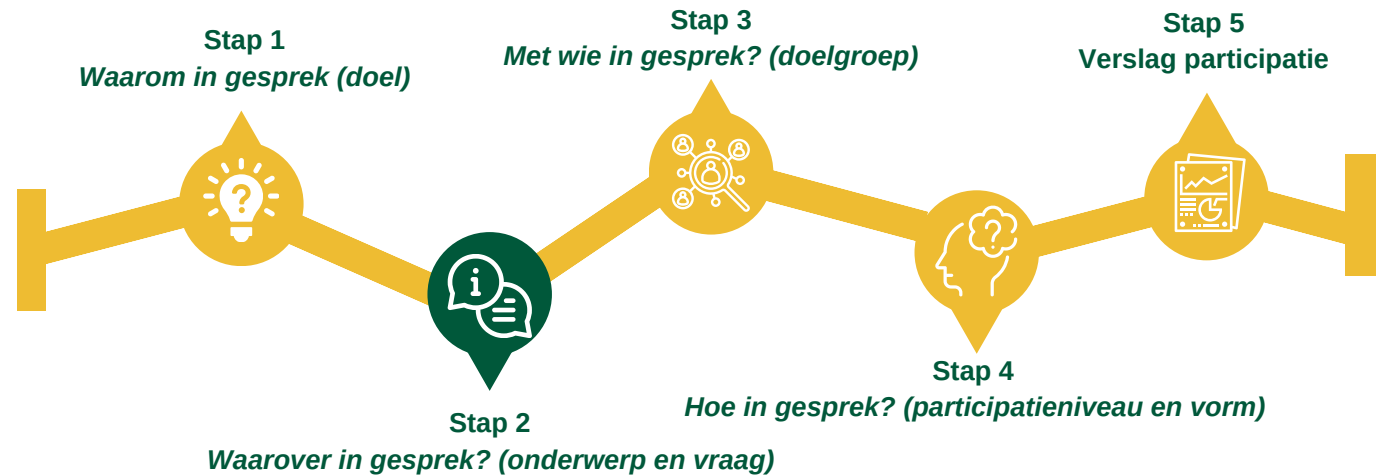 Stap 1
Waarom in gesprek (doel)
Stap 2
Waarover in gesprek? (onderwerp en vraag)
Stap 3
Met wie in gesprek? (doelgroep)
Stap 4
Hoe in gesprek? (participatieniveau en vorm)
Stap 5
Verslag participatie